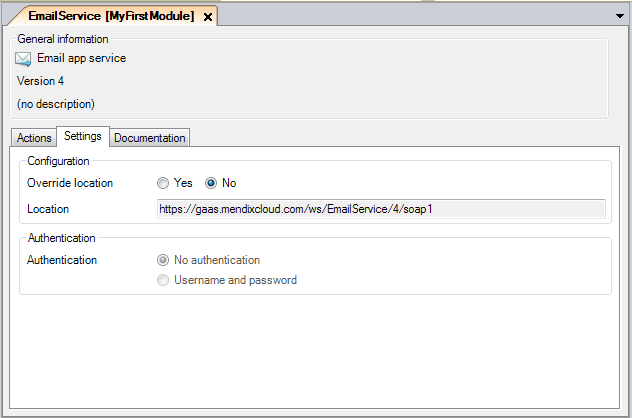 EmailService [MyFirstModule]
General information
Email app service
Version 4
(no description)
Actions Settings Documentation
Configuration
Override location Yes No
Location https://gaas.mendixcloud.com/ws/EmailService/4/soap1
Authentication
Authentication No authentication
Username and password